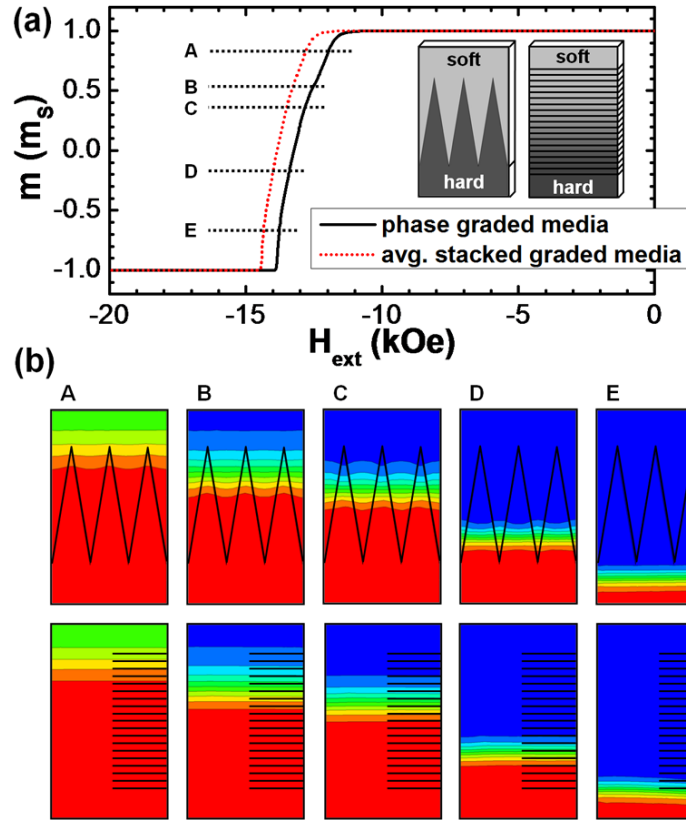 (a)
1.0
0.5
0.0
-0.5
-1.0
m (mₛ)
A
B
C
D
E
soft
soft
hard
hard
phase graded media
avg. stacked graded media
-20
-15
-10
-5
0
H_ext (kOe)
(b)
A
B
C
D
E